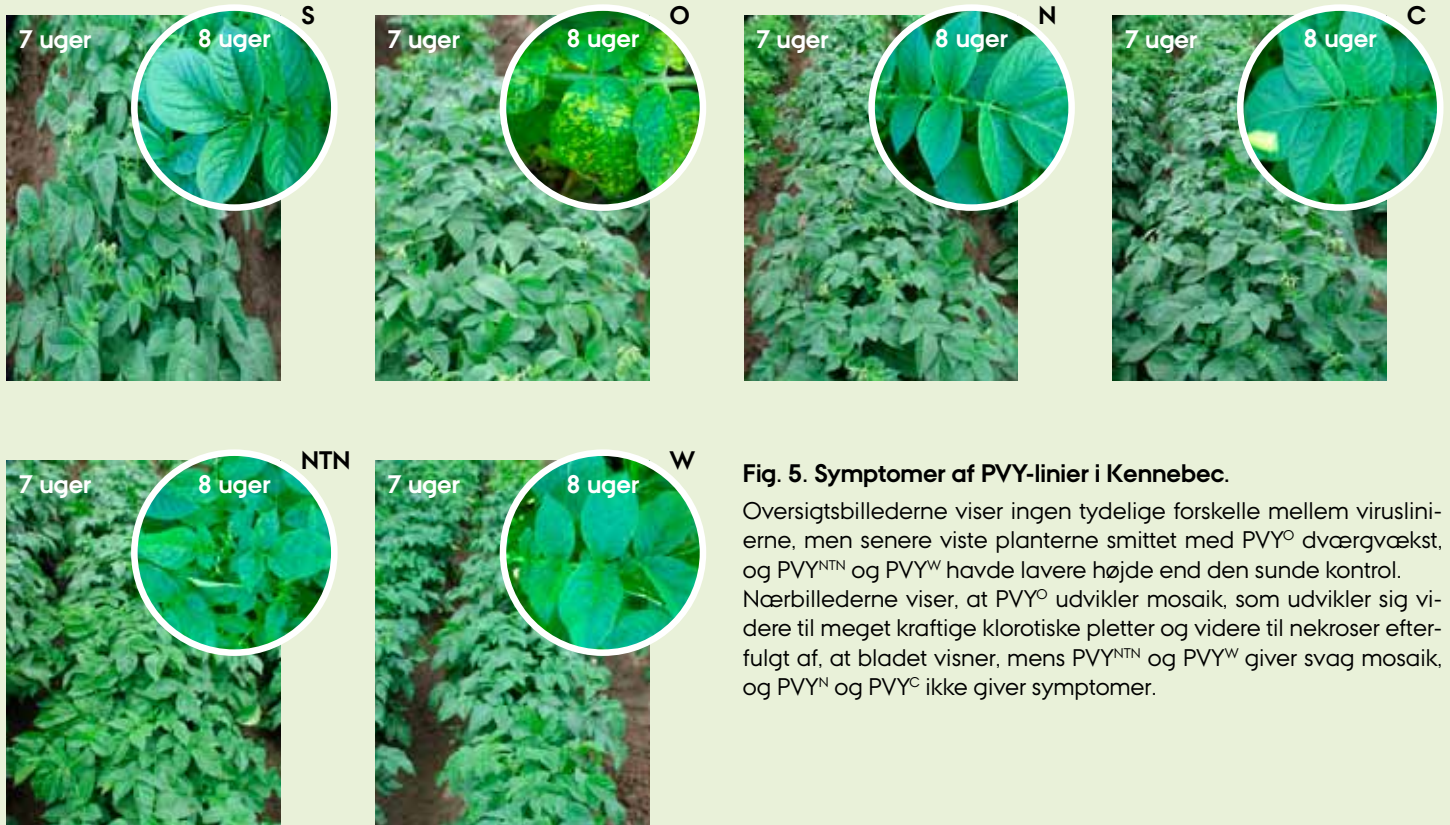 S
7 uger
8 uger
O
7 uger
8 uger
N
7 uger
8 uger
C
7 uger
8 uger
NTN
7 uger
8 uger
W
7 uger
8 uger
Fig. 5. Symptomer af PVY-linier i Kennebec.
Oversigtsbillederne viser ingen tydelige forskelle mellem viruslini-
erne, men senere viste planterne smittet med PVYᴼ dværgvækst,
og PVYᴺᵀᴺ og PVYᵂ havde lavere højde end den sunde kontrol.
Nærbillederne viser, at PVYᴼ udvikler mosaik, som udvikler sig vi-
dere til meget kraftige klorotiske pletter og videre til nekroser efter-
fulgt af, at bladet visner, mens PVYᴺᵀᴺ og PVYᵂ giver svag mosaik,
og PVYᴺ og PVYC ikke giver symptomer.